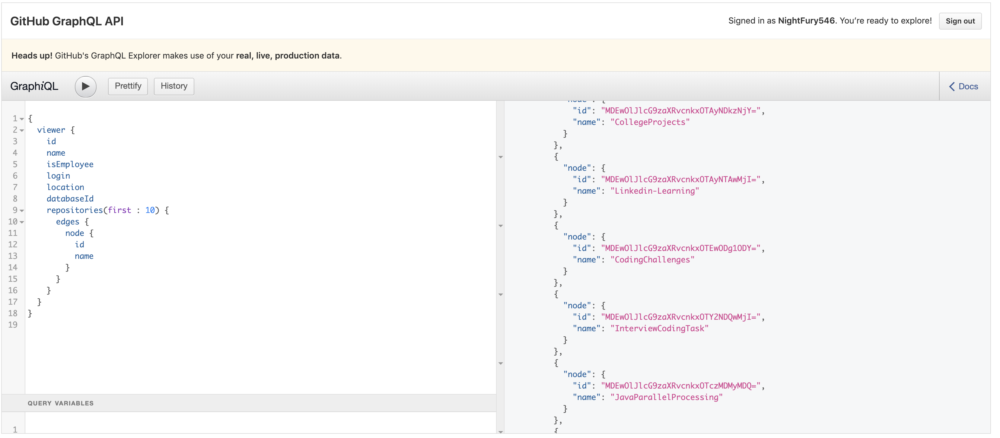 GitHub GraphQL API
Signed in as NightFury546. You’re ready to explore!
Sign out
Heads up! GitHub's GraphQL Explorer makes use of your real, live, production data.
GraphiQL
Prettify
History
Docs
1 {
2 viewer {
3 id
4 name
5 isEmployee
6 login
7 location
8 databaseId
9 repositories(first : 10) {
10 edges {
11 node {
12 id
13 name
14 }
15 }
16 }
17 }
18 }
19
QUERY VARIABLES
1
"node": {
"id": "MDEwOlJlcG9zaXRvcnkxOTAyNDkzNjY=",
"name": "CollegeProjects"
}
},
{
"node": {
"id": "MDEwOlJlcG9zaXRvcnkxOTAyNTAwMjI=",
"name": "Linkedin-Learning"
}
},
{
"node": {
"id": "MDEwOlJlcG9zaXRvcnkxOTEwODg1ODY=",
"name": "CodingChallenges"
}
},
{
"node": {
"id": "MDEwOlJlcG9zaXRvcnkxOTY2NDQwMjI=",
"name": "InterviewCodingTask"
}
},
{
"node": {
"id": "MDEwOlJlcG9zaXRvcnkxOTczMDMyMDQ=",
"name": "JavaParallelProcessing"
}
},
{